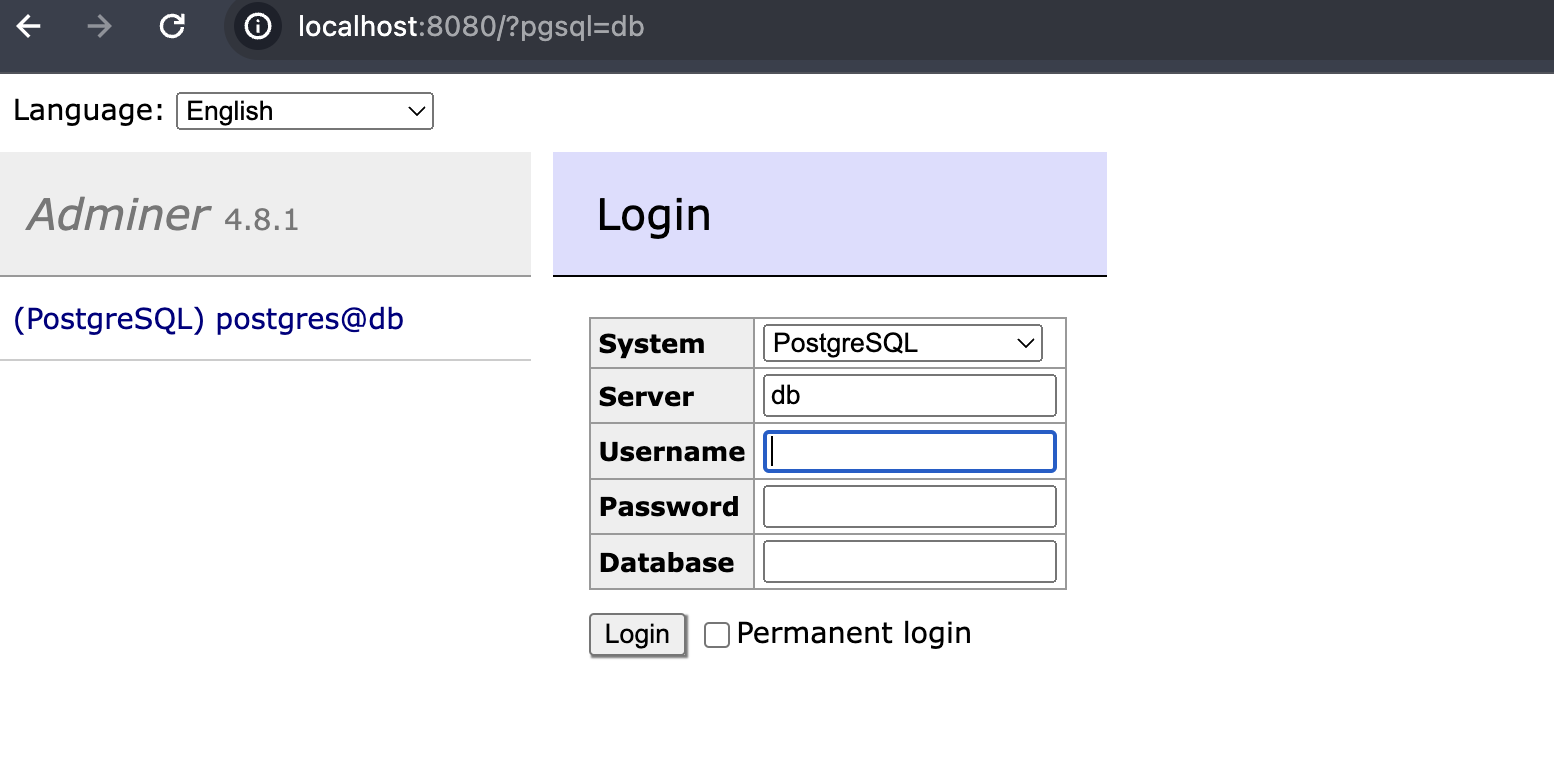 localhost:8080/?pgsql=db
Language: English
Adminer 4.8.1
Login
(PostgreSQL) postgres@db
System PostgreSQL
Server db
Username
Password
Database
Login Permanent login